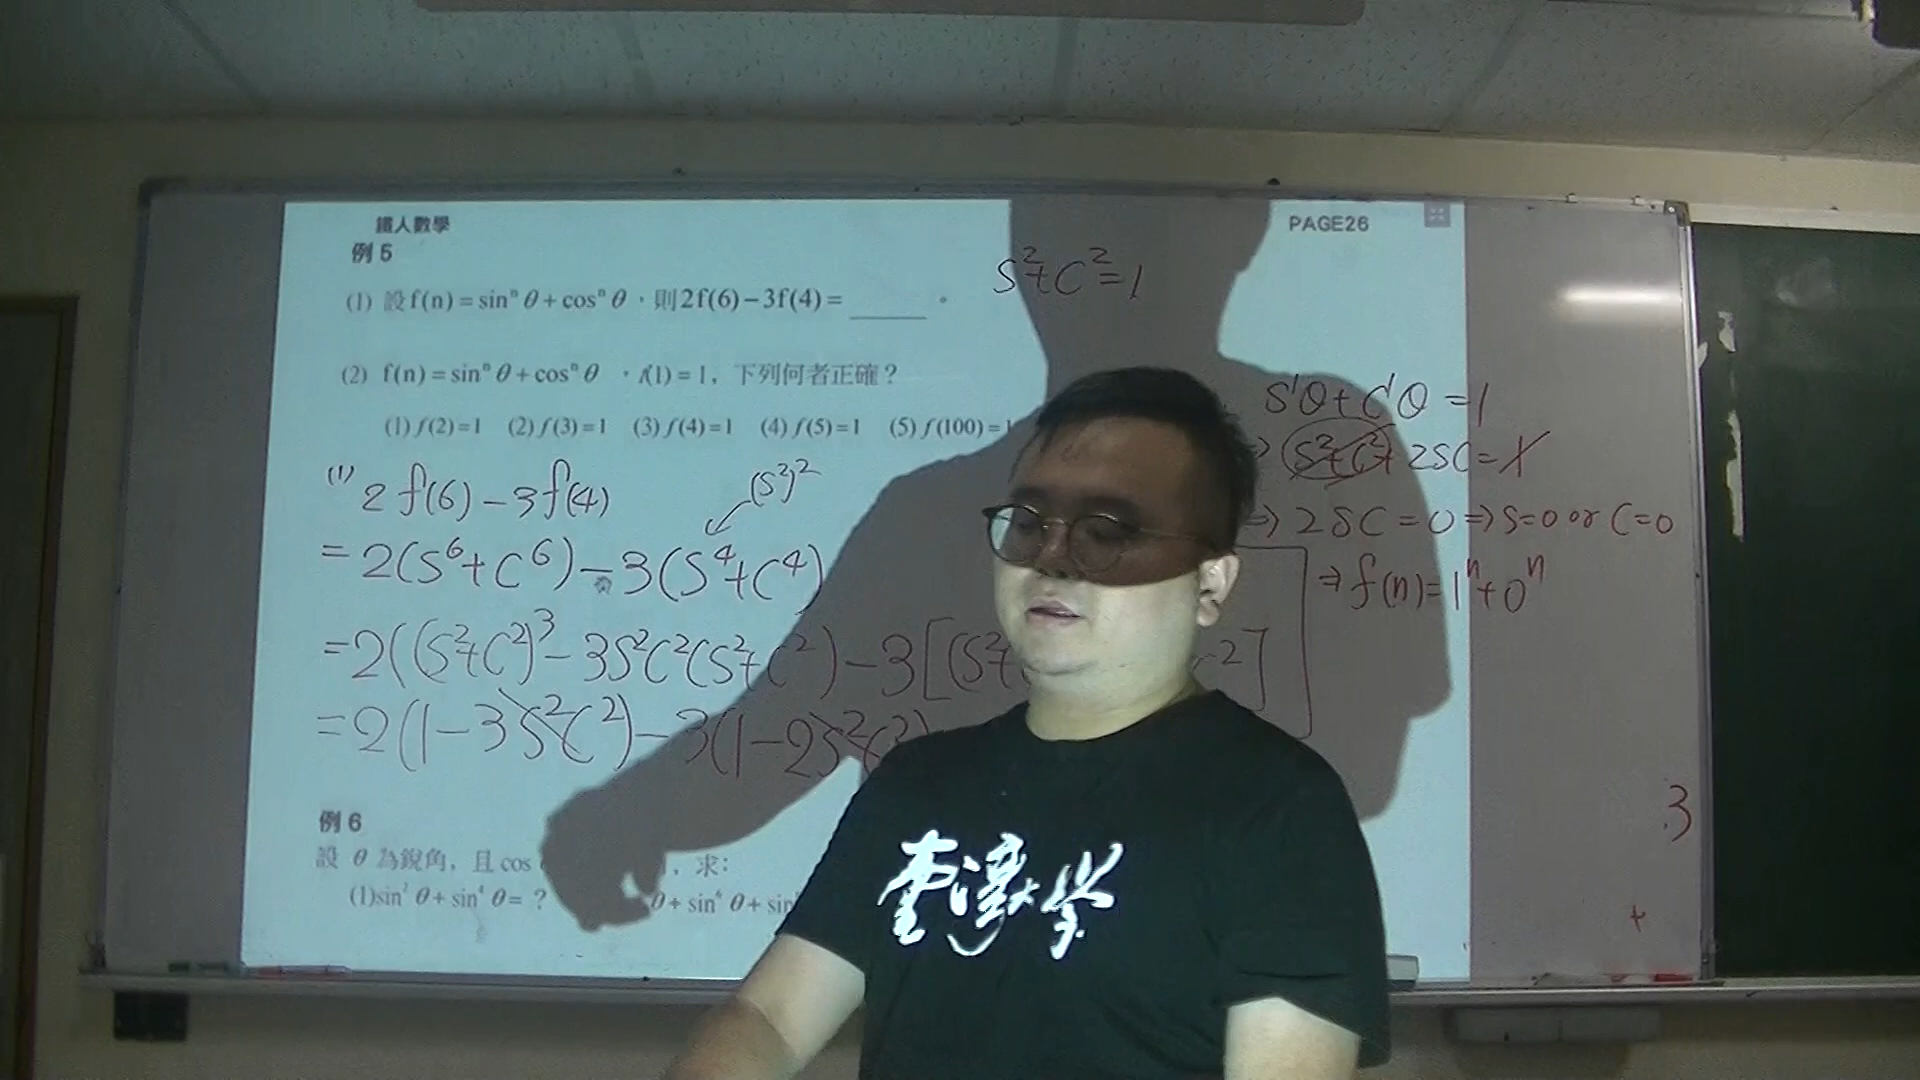 鐵人數學
PAGE26
例 5
(1) 設 f(n) = sinⁿ θ + cosⁿ θ ，則 2f(6) − 3f(4) = ______ 。
S²+C²=1
(2) f(n) = sinⁿ θ + cosⁿ θ ，f(1) = 1，下列何者正確？
(1) f(2)=1 (2) f(3)=1 (3) f(4)=1 (4) f(5)=1 (5) f(100)=1
(1) 2f(6)−3f(4)
(S²)²
=2(S⁶+C⁶)−3(S⁴+C⁴)
=2((S²+C²)³−3S²C²(S²+C²)−3[(S²+
=2(1−3S²C²)−3(1−2S²C²)
S¹θ+C¹θ=1
(S²+C²)+2SC=1
⇒2SC=0⇒S=0 or C=0
⇒f(n)=1ⁿ+0ⁿ
3
+
例 6
設 θ 為銳角，且 cos ，求：
(1)sin² θ + sin⁴ θ = ？ θ + sin⁶ θ + sin